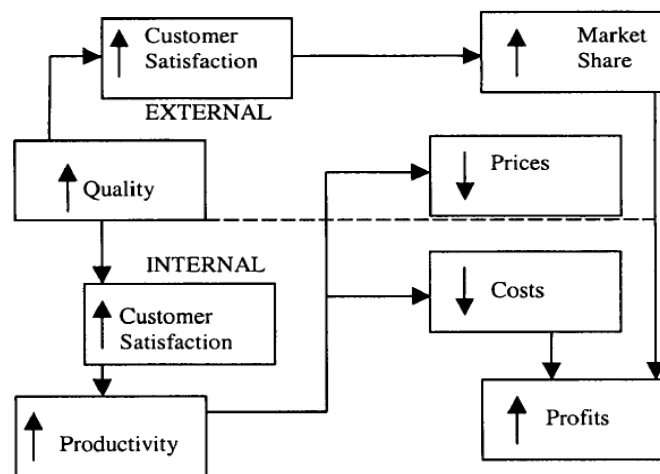 Customer
Satisfaction
Market
Share
EXTERNAL
Quality
Prices
INTERNAL
Customer
Satisfaction
Costs
Productivity
Profits